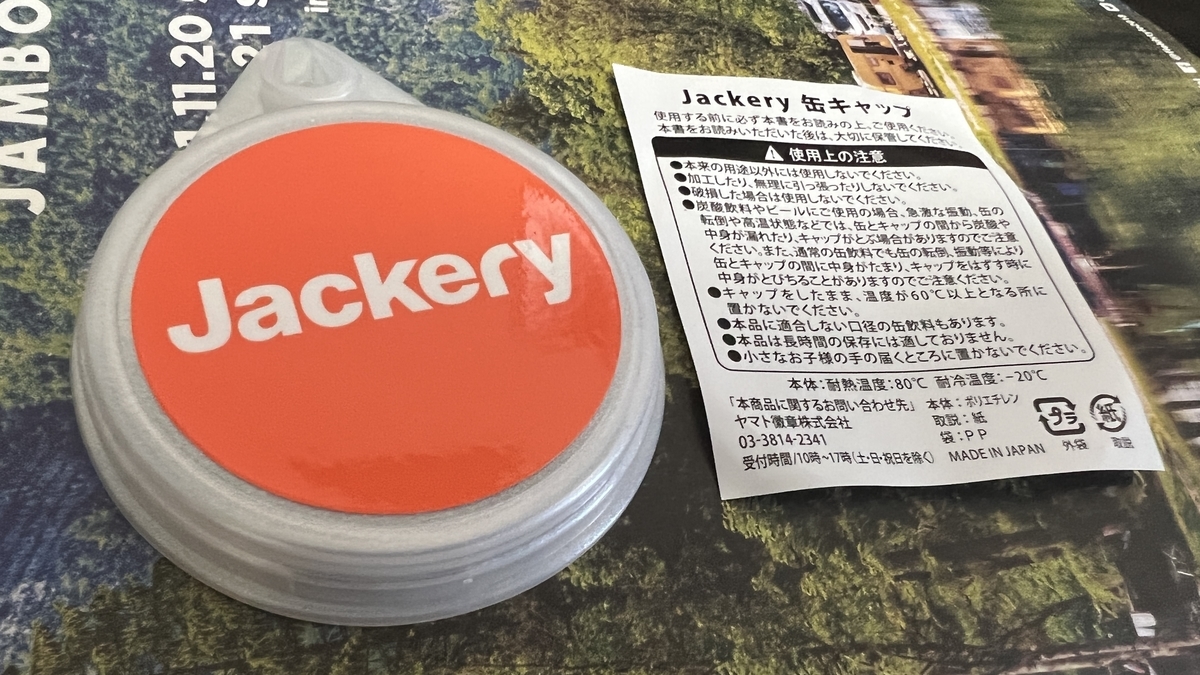 JAMBO
11.20
21 S
in
Jackery
Jackery 缶キャップ
使用する前に必ず本書をお読みの上、ご使用ください。
本書をお読みいただいた後は、大切に保管してください。
使用上の注意
●本来の用途以外には使用しないでください。
●加工したり、無理に引っ張ったりしないでください。
●破損した場合は使用しないでください。
●炭酸飲料やビールにご使用の場合、急激な振動、缶の
転倒や高温状態などでは、缶とキャップの間から炭酸や
中身が漏れたり、キャップがとぶ場合がありますのでご注意
ください。また、通常の缶飲料でも缶の転倒、振動等により
缶とキャップの間に中身がたまり、キャップをはずす時に
中身がとびちることがありますのでご注意ください。
●キャップをしたまま、温度が60℃以上となる所に
置かないでください。
●本品に適合しない口径の缶飲料もあります。
●本品は長時間の保存には適しておりません。
●小さなお子様の手の届くところに置かないでください。
本体:耐熱温度:80℃ 耐冷温度:-20℃
「本商品に関するお問い合わせ先」
ヤマト徽章株式会社
03-3814-2341
受付時間/10時~17時(土・日・祝日を除く)
本体:ポリエチレン
取説:紙
袋:PP
MADE IN JAPAN
プラ
外袋
紙
取説